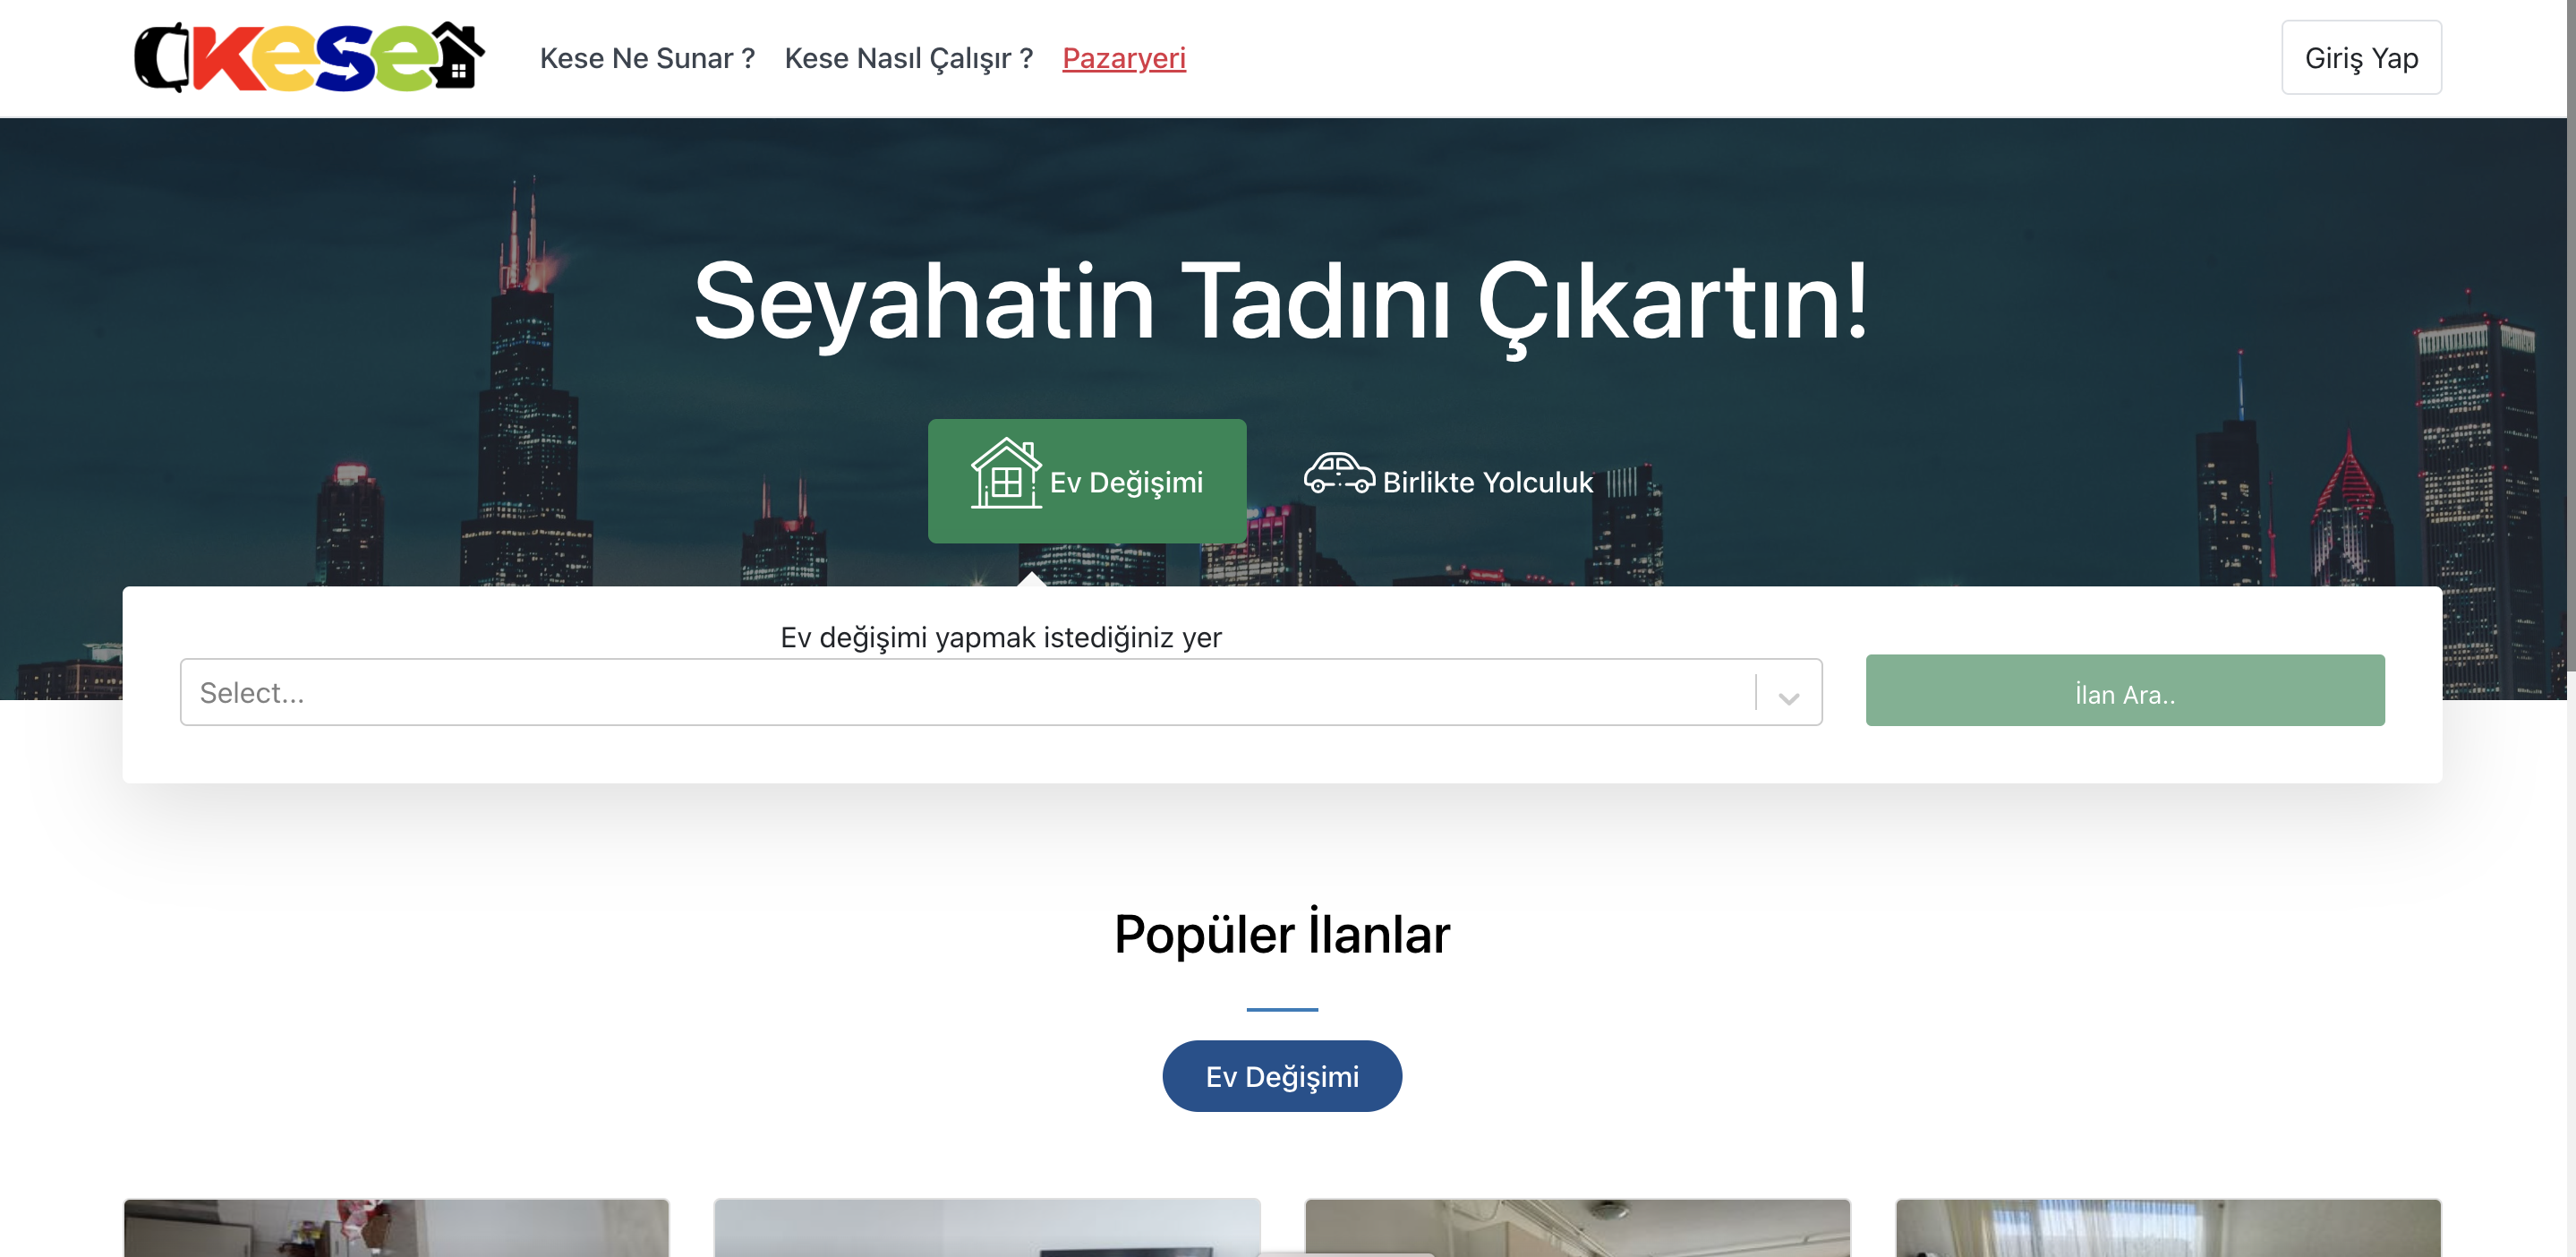 kese
Kese Ne Sunar ? Kese Nasıl Çalışır ? Pazaryeri
Giriş Yap
Seyahatin Tadını Çıkartın!
Ev Değişimi
Birlikte Yolculuk
Ev değişimi yapmak istediğiniz yer
Select...
İlan Ara..
Popüler İlanlar
Ev Değişimi